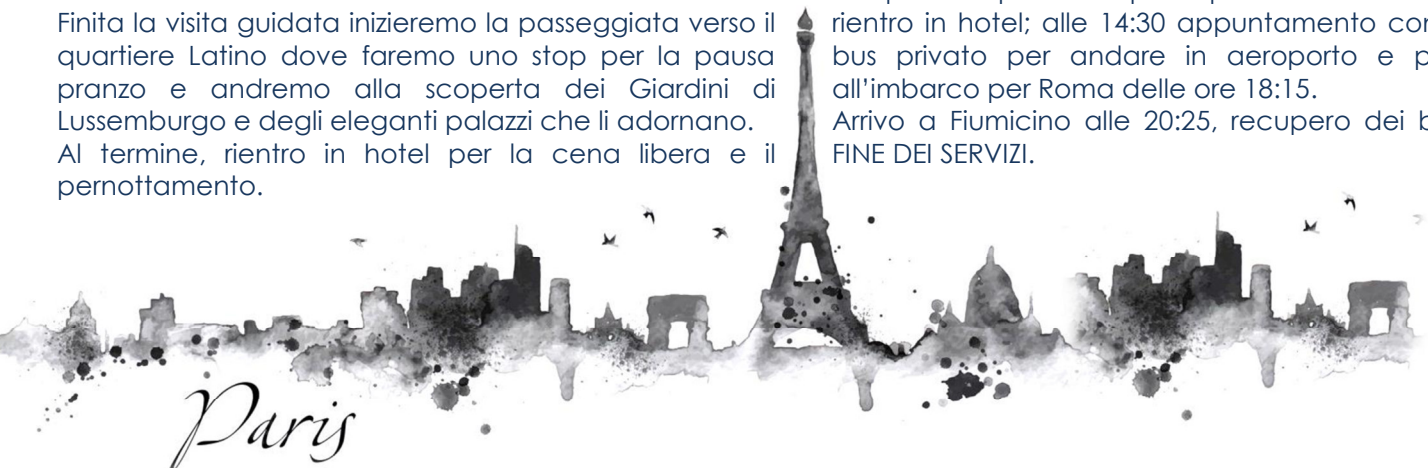 Finita la visita guidata inizieremo la passeggiata verso il
quartiere Latino dove faremo uno stop per la pausa
pranzo e andremo alla scoperta dei Giardini di
Lussemburgo e degli eleganti palazzi che li adornano.
Al termine, rientro in hotel per la cena libera e il
pernottamento.
rientro in hotel; alle 14:30 appuntamento
bus privato per andare in aeroporto e
all’imbarco per Roma delle ore 18:15.
Arrivo a Fiumicino alle 20:25, recupero dei
FINE DEI SERVIZI.
Paris